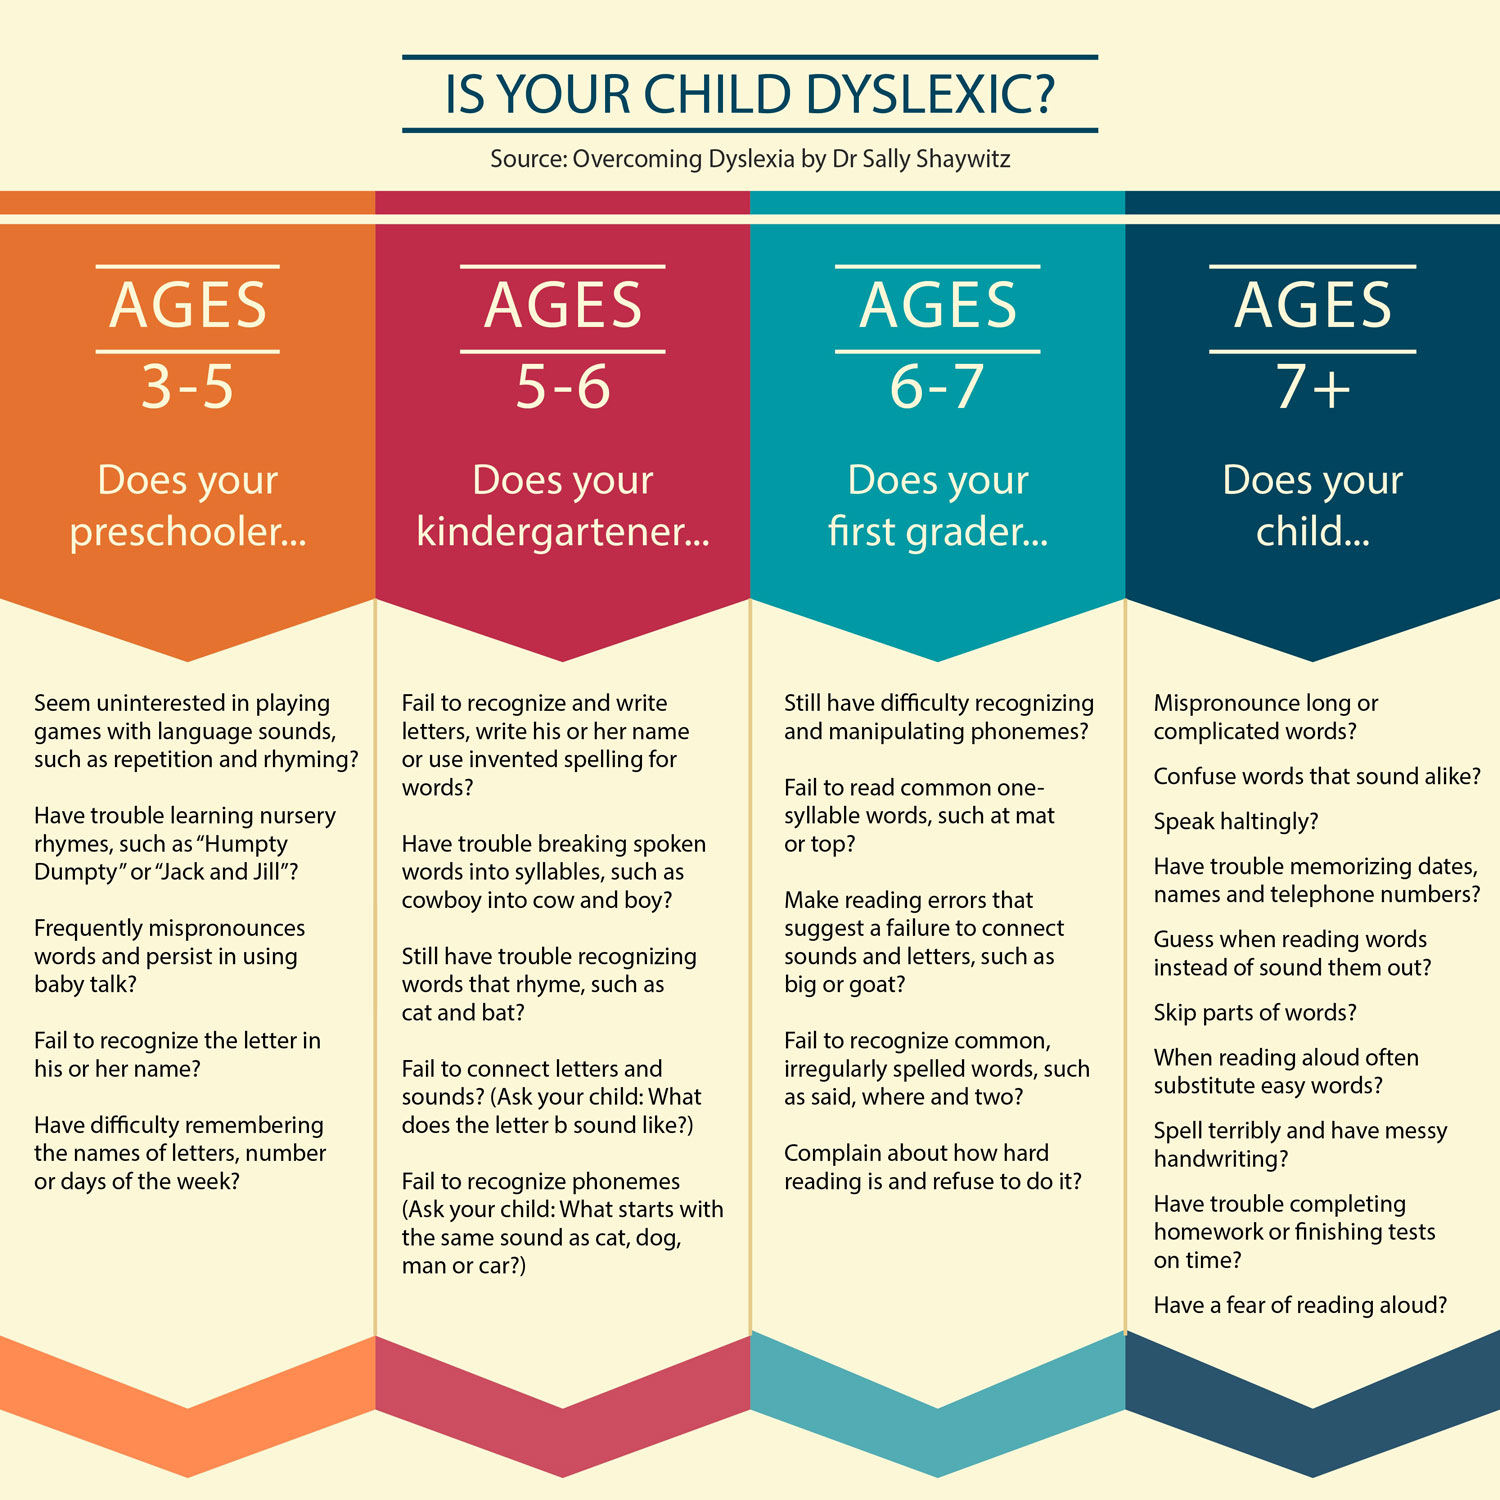 IS YOUR CHILD DYSLEXIC?
Source: Overcoming Dyslexia by Dr Sally Shaywitz
AGES
3-5
Does your
preschooler...
Seem uninterested in playing
games with language sounds,
such as repetition and rhyming?
Have trouble learning nursery
rhymes, such as “Humpty
Dumpty” or “Jack and Jill”?
Frequently mispronounces
words and persist in using
baby talk?
Fail to recognize the letter in
his or her name?
Have difficulty remembering
the names of letters, number
or days of the week?
AGES
5-6
Does your
kindergartener...
Fail to recognize and write
letters, write his or her name
or use invented spelling for
words?
Have trouble breaking spoken
words into syllables, such as
cowboy into cow and boy?
Still have trouble recognizing
words that rhyme, such as
cat and bat?
Fail to connect letters and
sounds? (Ask your child: What
does the letter b sound like?)
Fail to recognize phonemes
(Ask your child: What starts with
the same sound as cat, dog,
man or car?)
AGES
6-7
Does your
first grader...
Still have difficulty recognizing
and manipulating phonemes?
Fail to read common one-
syllable words, such at mat
or top?
Make reading errors that
suggest a failure to connect
sounds and letters, such as
big or goat?
Fail to recognize common,
irregularly spelled words, such
as said, where and two?
Complain about how hard
reading is and refuse to do it?
AGES
7+
Does your
child...
Mispronounce long or
complicated words?
Confuse words that sound alike?
Speak haltingly?
Have trouble memorizing dates,
names and telephone numbers?
Guess when reading words
instead of sound them out?
Skip parts of words?
When reading aloud often
substitute easy words?
Spell terribly and have messy
handwriting?
Have trouble completing
homework or finishing tests
on time?
Have a fear of reading aloud?